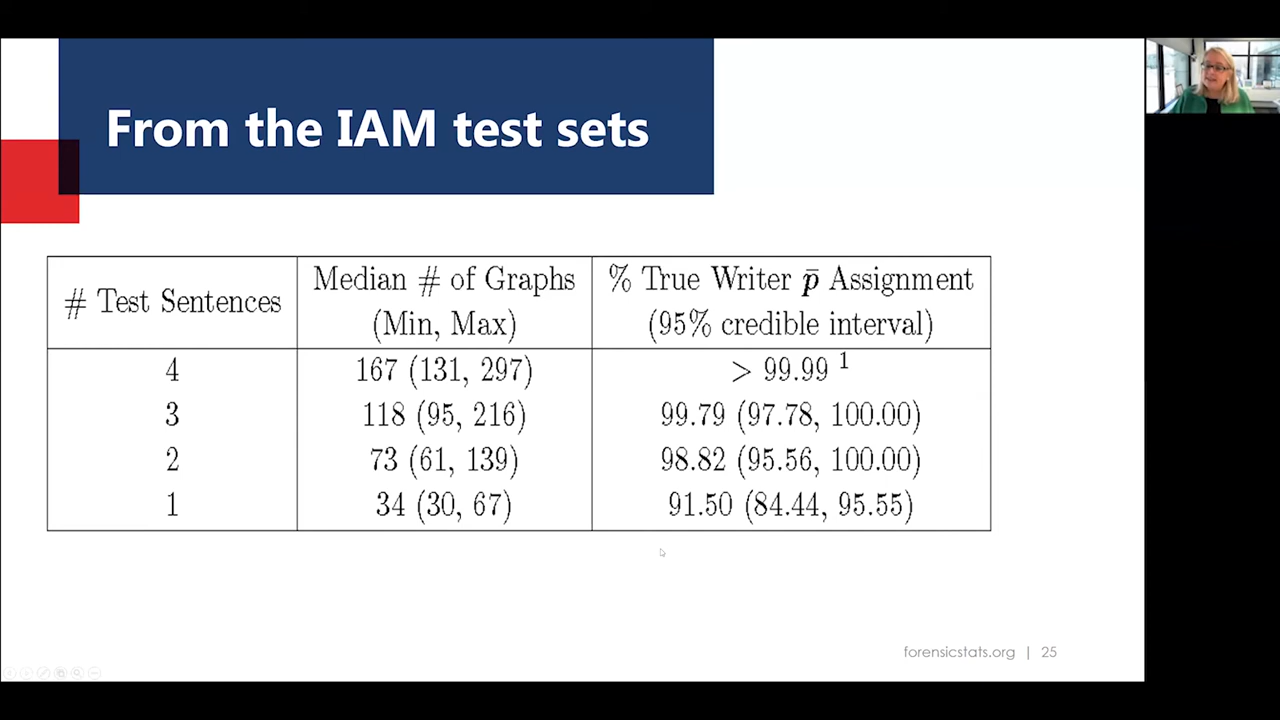 From the IAM test sets
# Test Sentences
Median # of Graphs
(Min, Max)
% True Writer p̄ Assignment
(95% credible interval)
4 167 (131, 297) > 99.99 ¹
3 118 (95, 216) 99.79 (97.78, 100.00)
2 73 (61, 139) 98.82 (95.56, 100.00)
1 34 (30, 67) 91.50 (84.44, 95.55)
forensicstats.org | 25